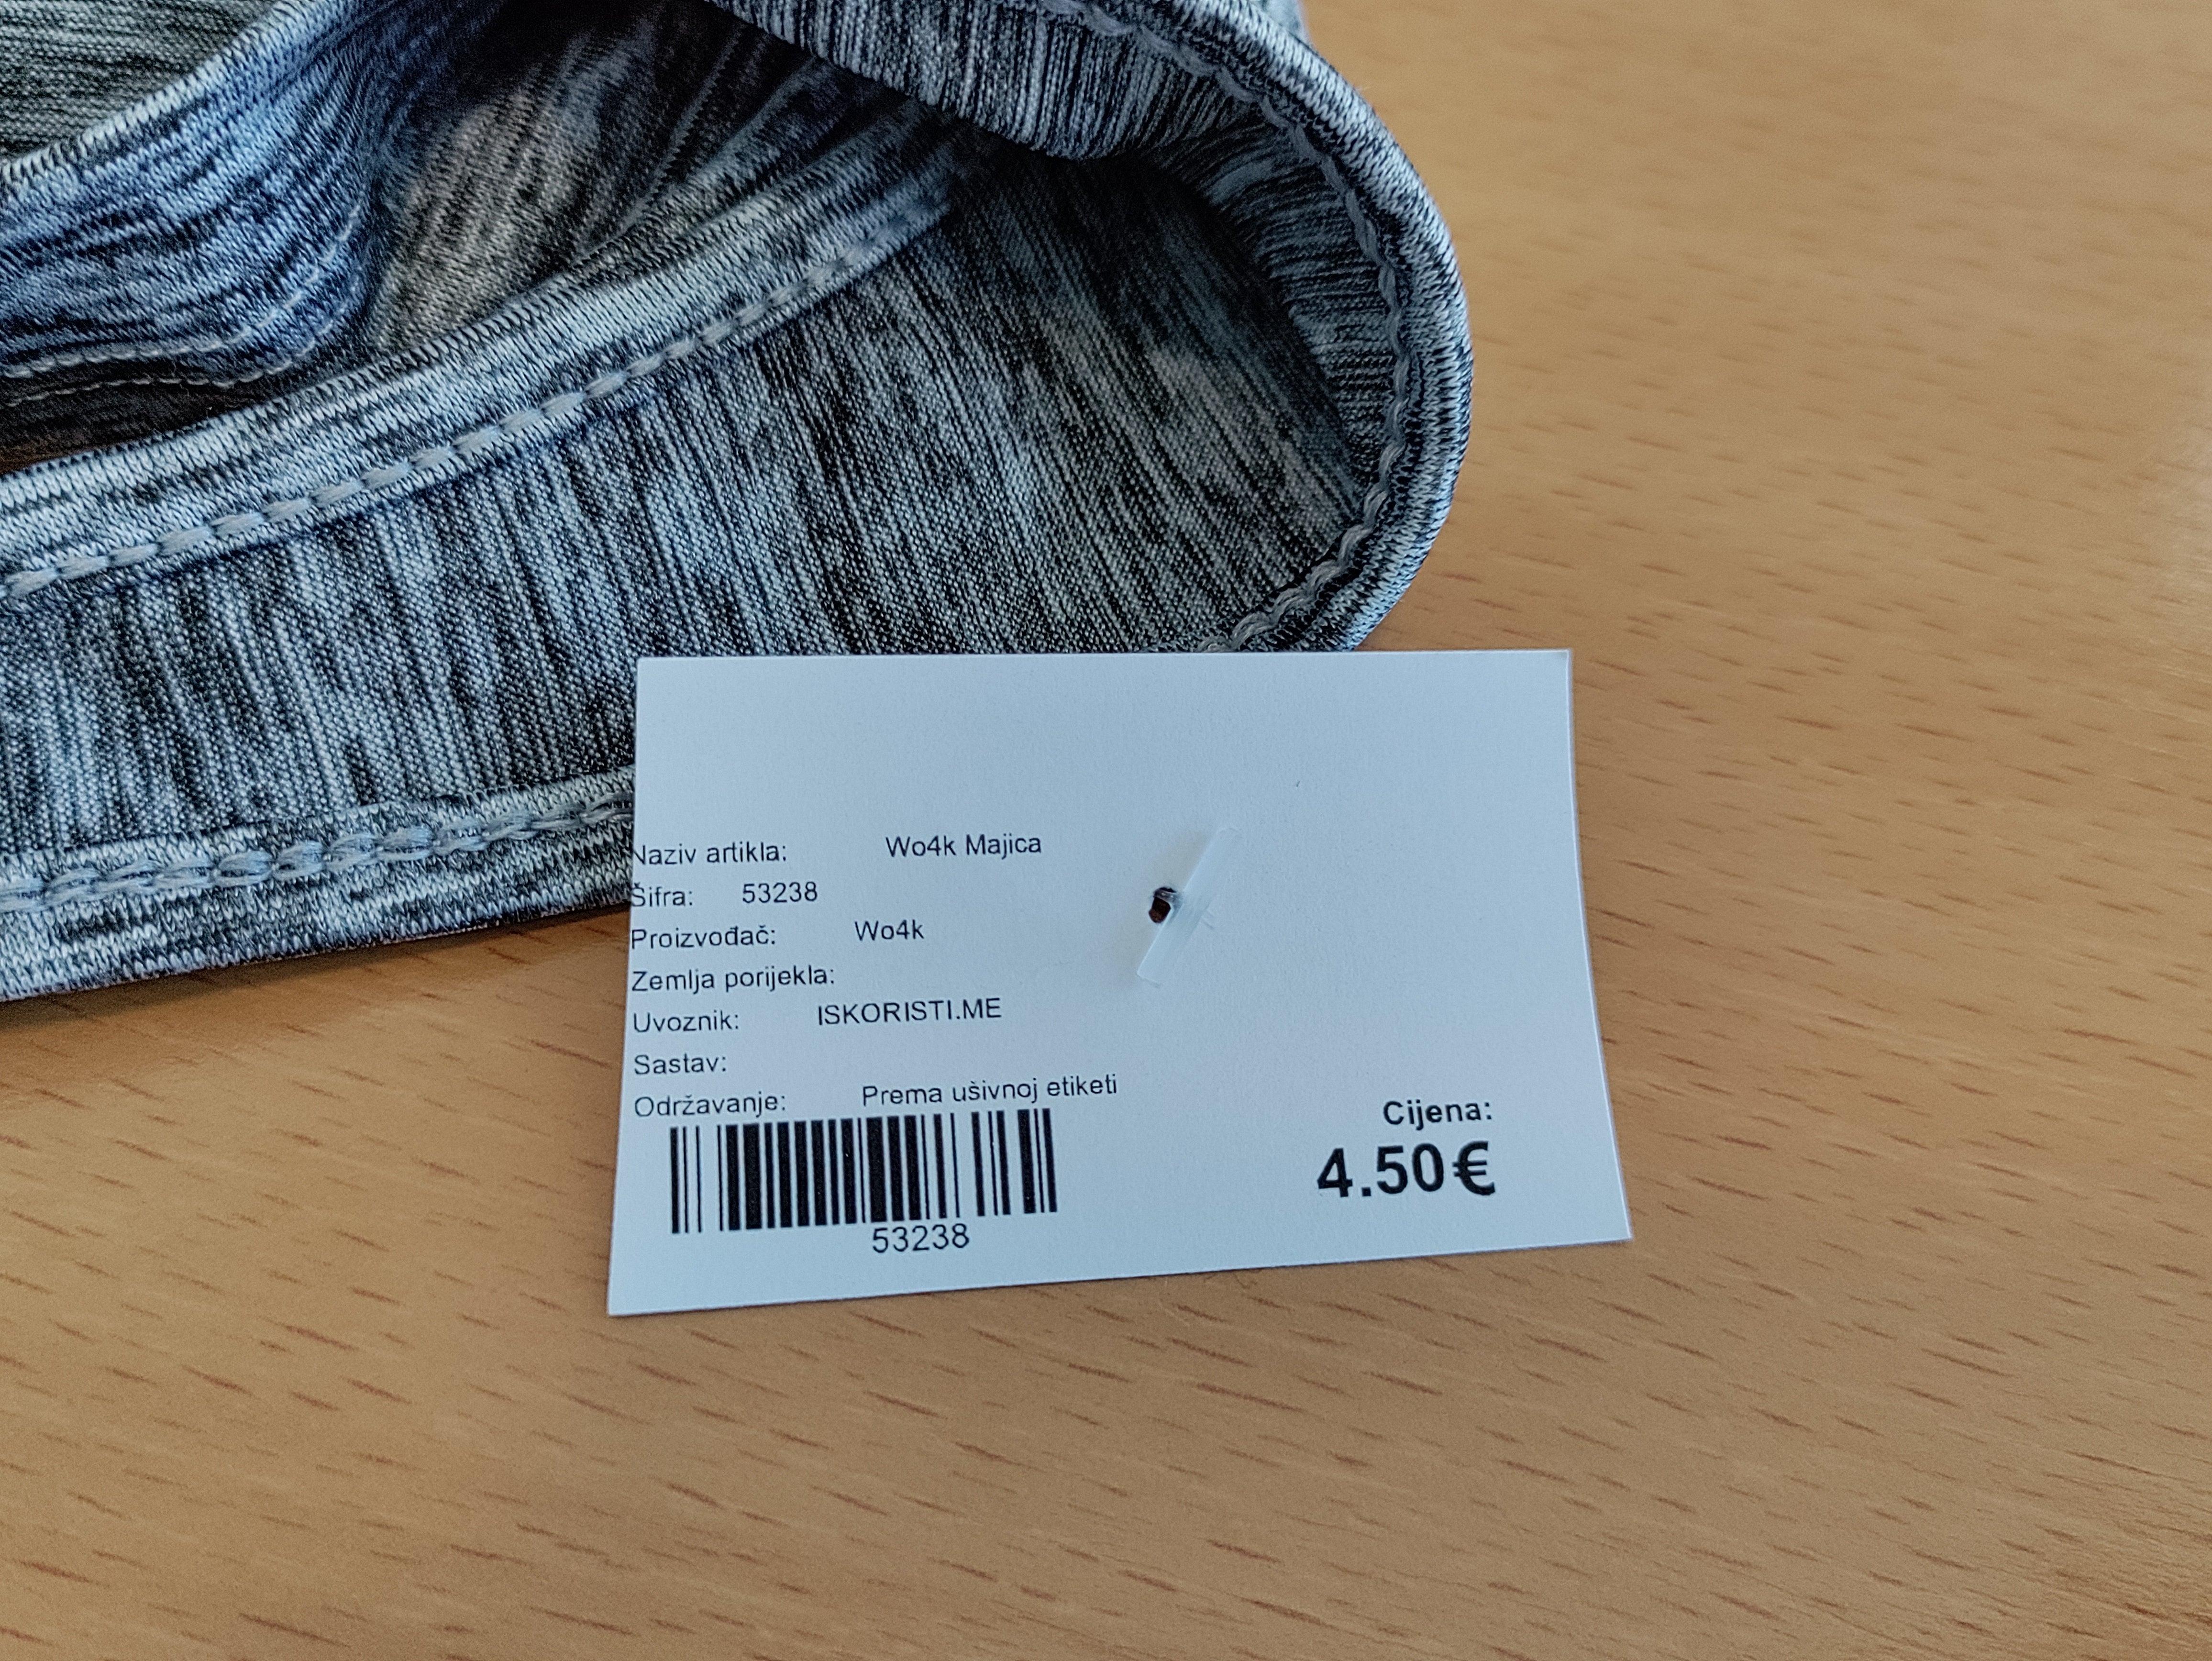 Naziv artikla: Wo4k Majica
Šifra: 53238
Proizvođač: Wo4k
Zemlja porijekla:
Uvoznik: ISKORISTI.ME
Sastav:
Održavanje: Prema ušivnoj etiketi
53238
Cijena:
4.50€